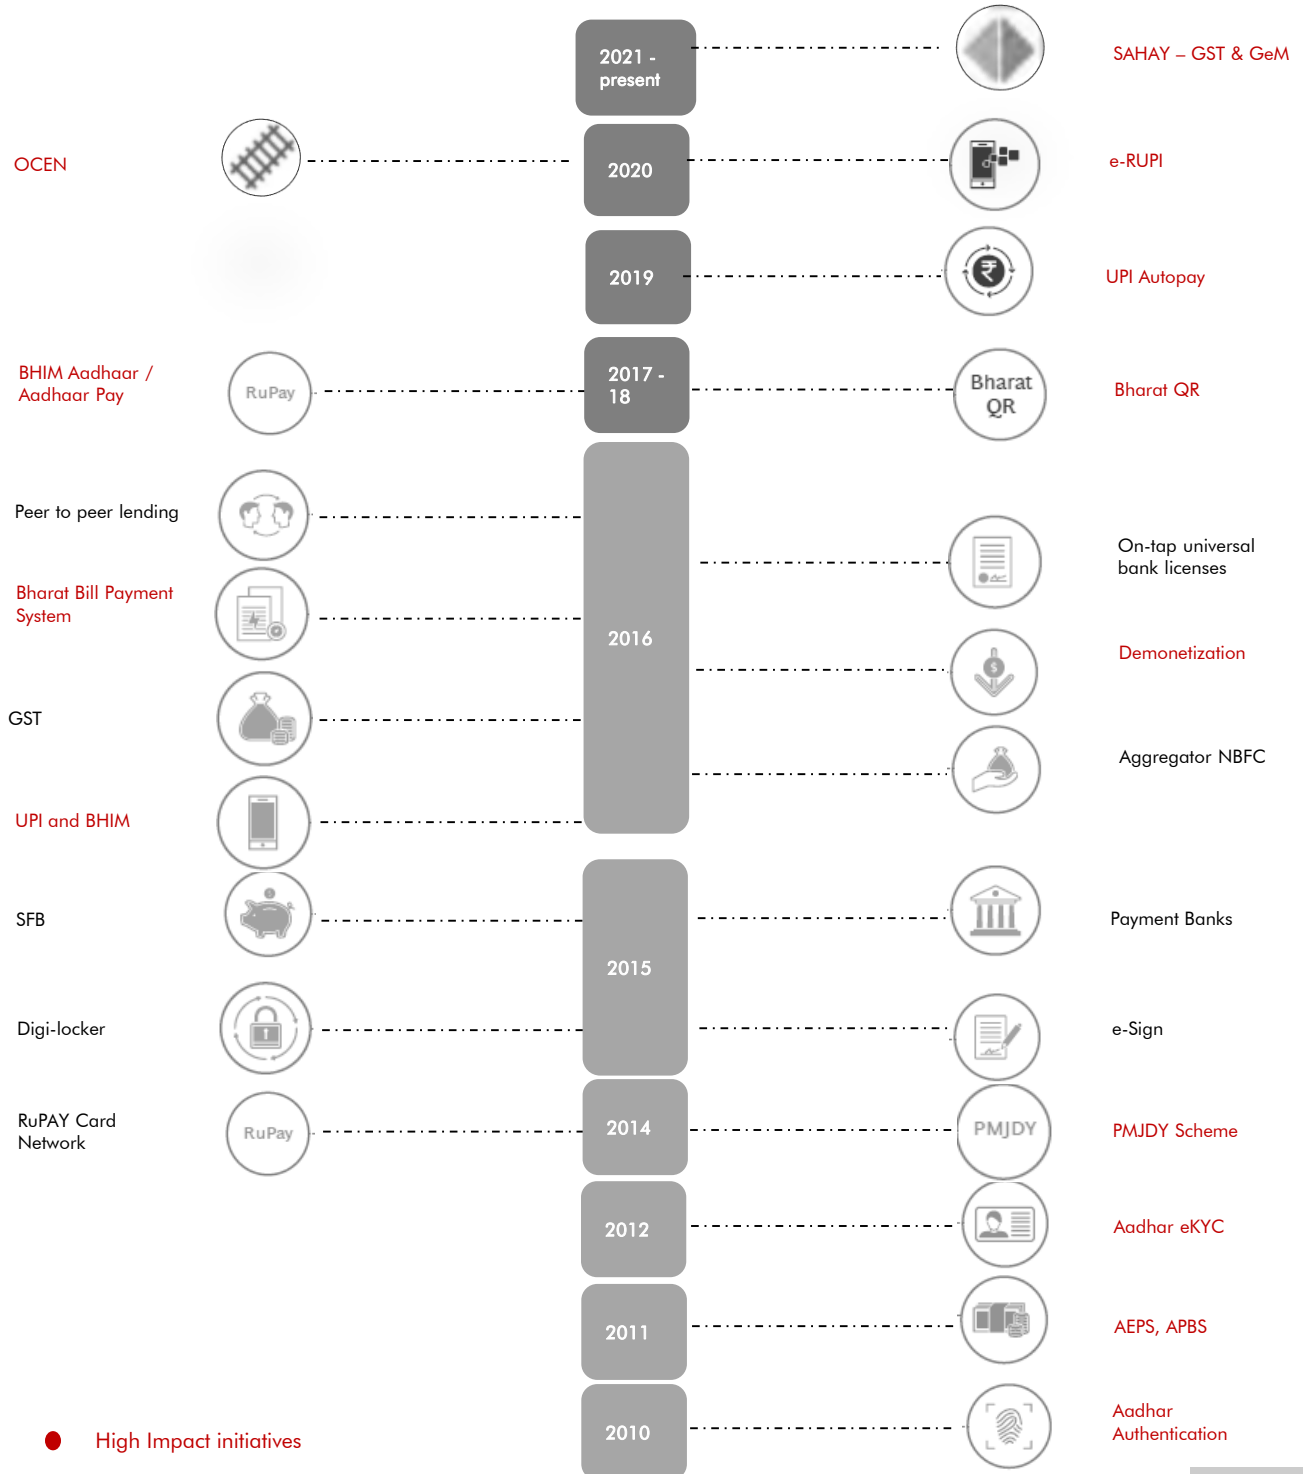 2021 -
present
SAHAY – GST & GeM
OCEN
2020
e-RUPI
2019
UPI Autopay
BHIM Aadhaar /
Aadhaar Pay
RuPay
2017 -
18
Bharat
QR
Bharat QR
Peer to peer lending
On-tap universal
bank licenses
Bharat Bill Payment
System
2016
Demonetization
GST
Aggregator NBFC
UPI and BHIM
SFB
Payment Banks
2015
Digi-locker
e-Sign
RuPAY Card
Network
RuPay
2014
PMJDY
PMJDY Scheme
2012
Aadhar eKYC
2011
AEPS, APBS
2010
Aadhar
Authentication
High Impact initiatives